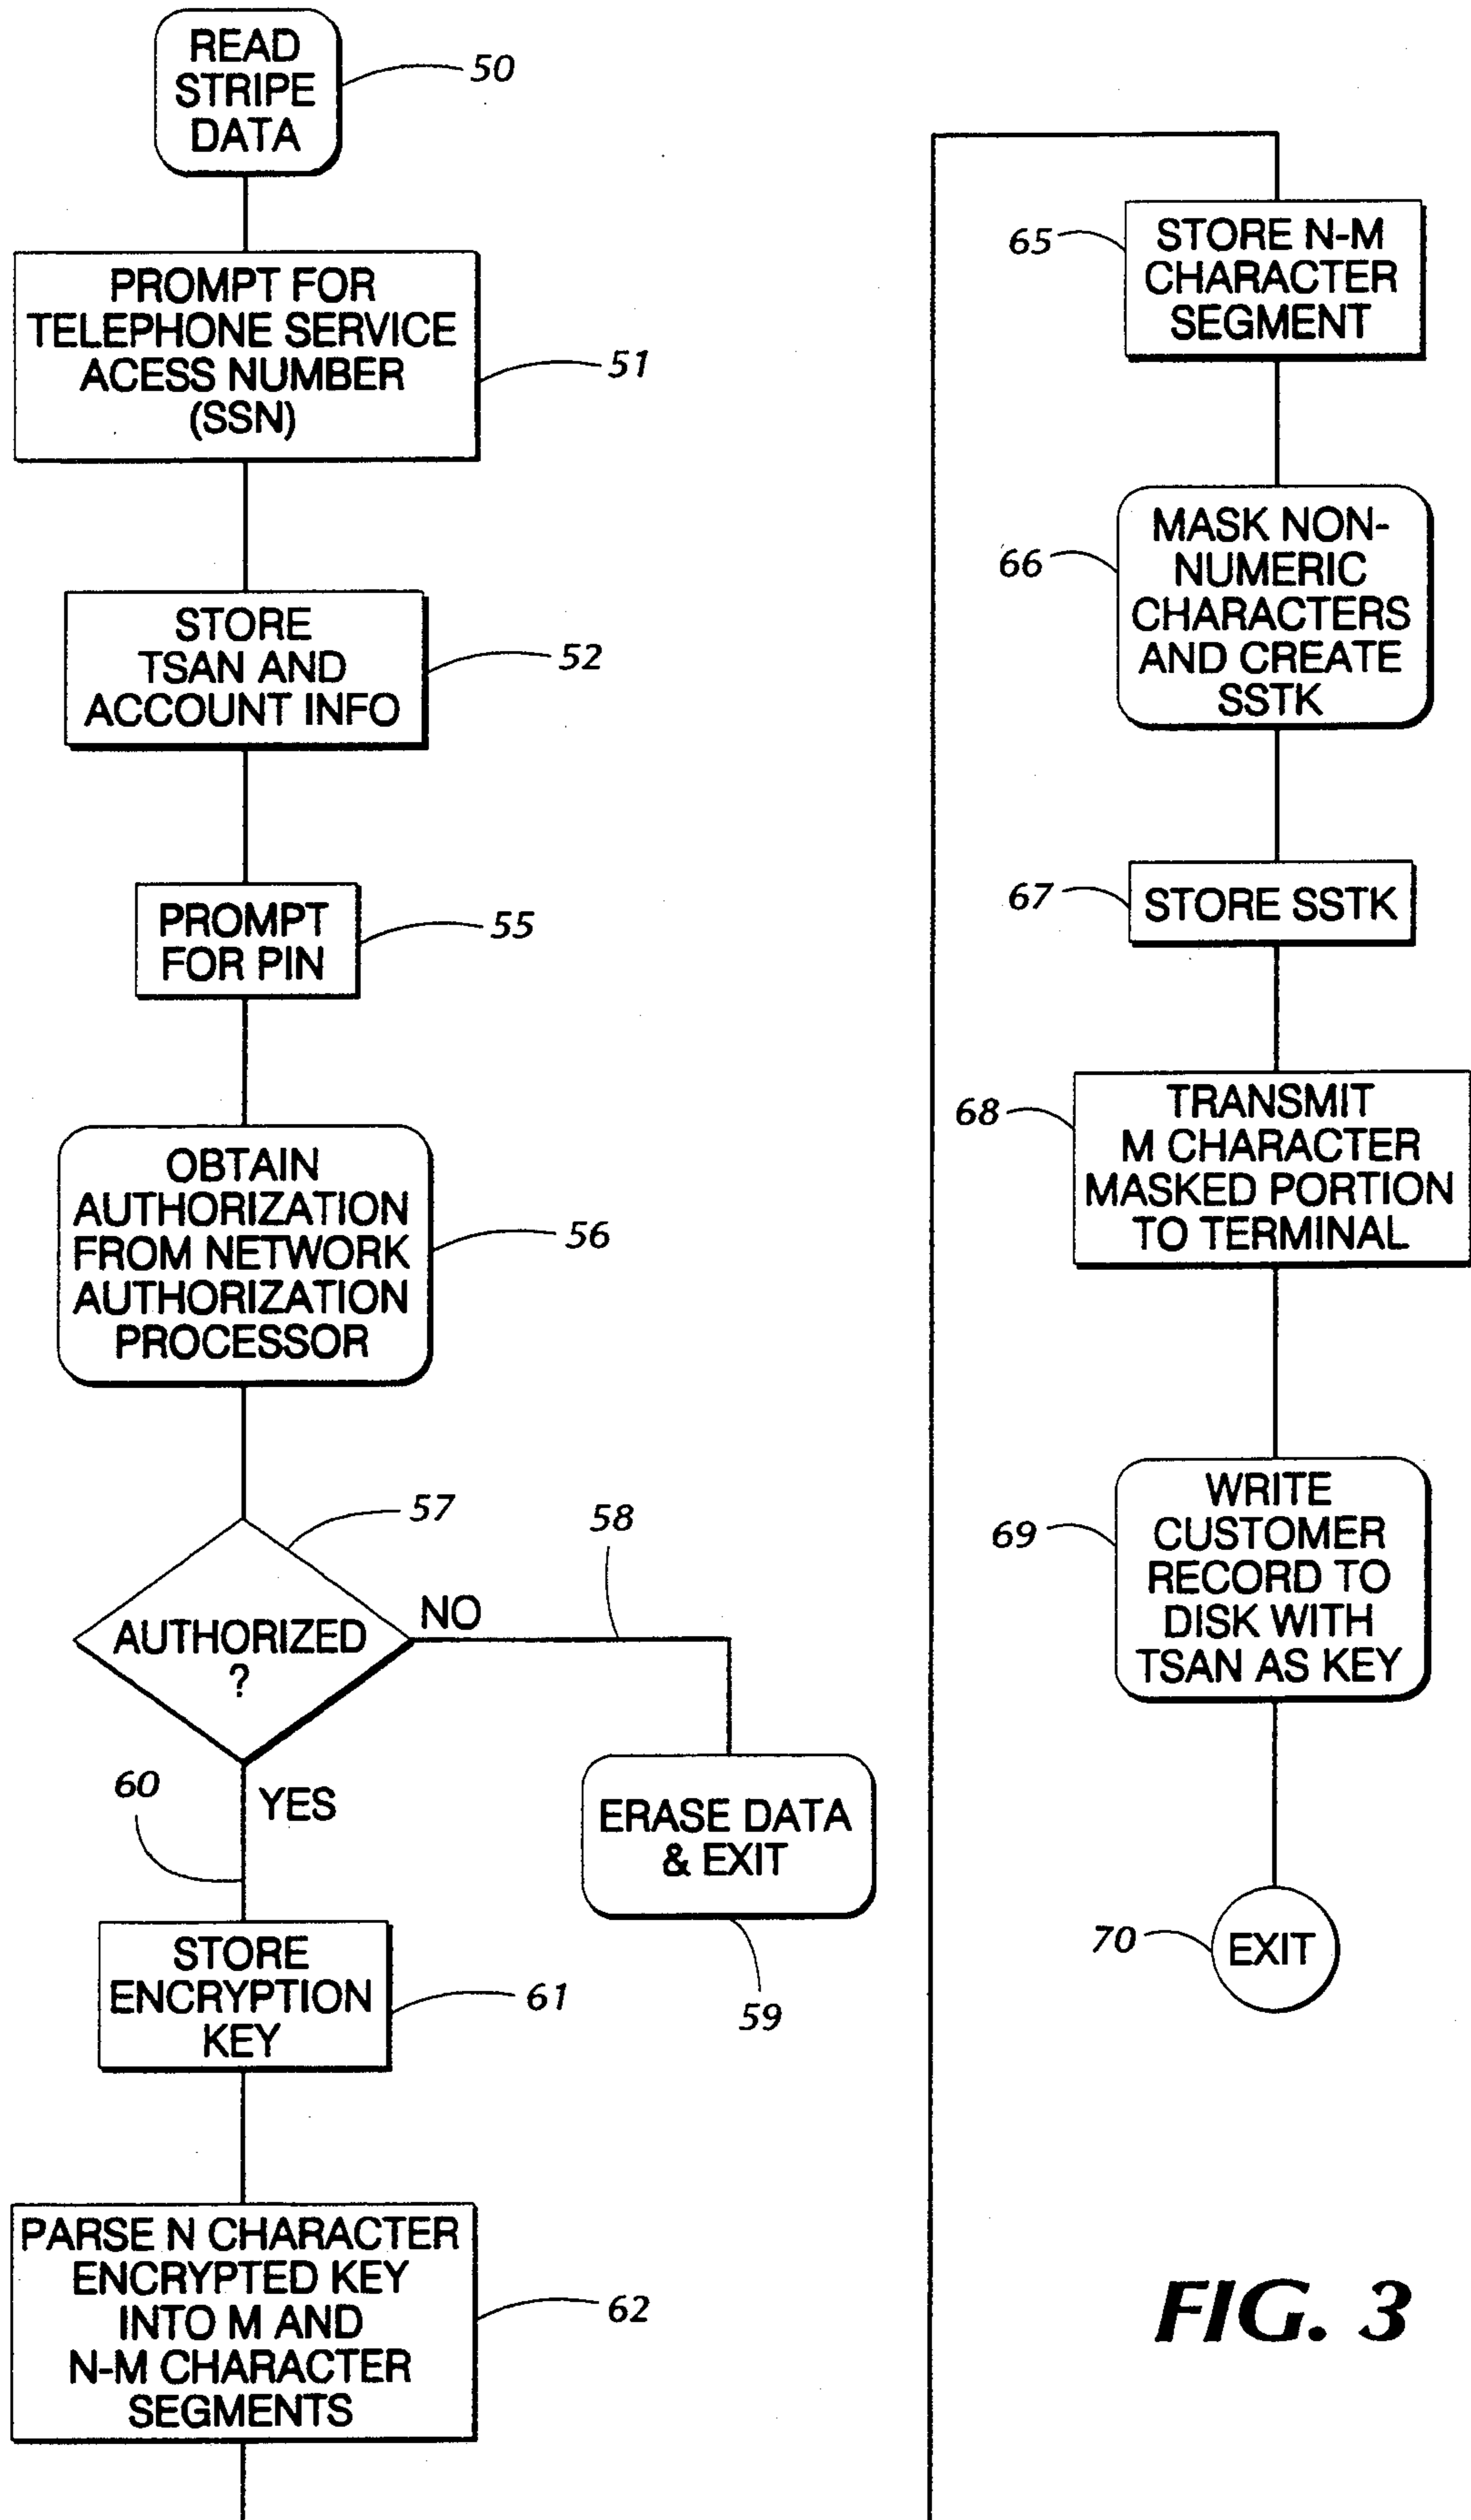 READ
STRIPE
DATA
50
PROMPT FOR
TELEPHONE SERVICE
ACESS NUMBER
(SSN)
51
STORE
TSAN AND
ACCOUNT INFO
52
PROMPT
FOR PIN
55
OBTAIN
AUTHORIZATION
FROM NETWORK
AUTHORIZATION
PROCESSOR
56
57
AUTHORIZED
?
NO
58
ERASE DATA
& EXIT
59
60
YES
STORE
ENCRYPTION
KEY
61
PARSE N CHARACTER
ENCRYPTED KEY
INTO M AND
N-M CHARACTER
SEGMENTS
62
65
STORE N-M
CHARACTER
SEGMENT
66
MASK NON-
NUMERIC
CHARACTERS
AND CREATE
SSTK
67
STORE SSTK
68
TRANSMIT
M CHARACTER
MASKED PORTION
TO TERMINAL
69
WRITE
CUSTOMER
RECORD TO
DISK WITH
TSAN AS KEY
70
EXIT
FIG. 3